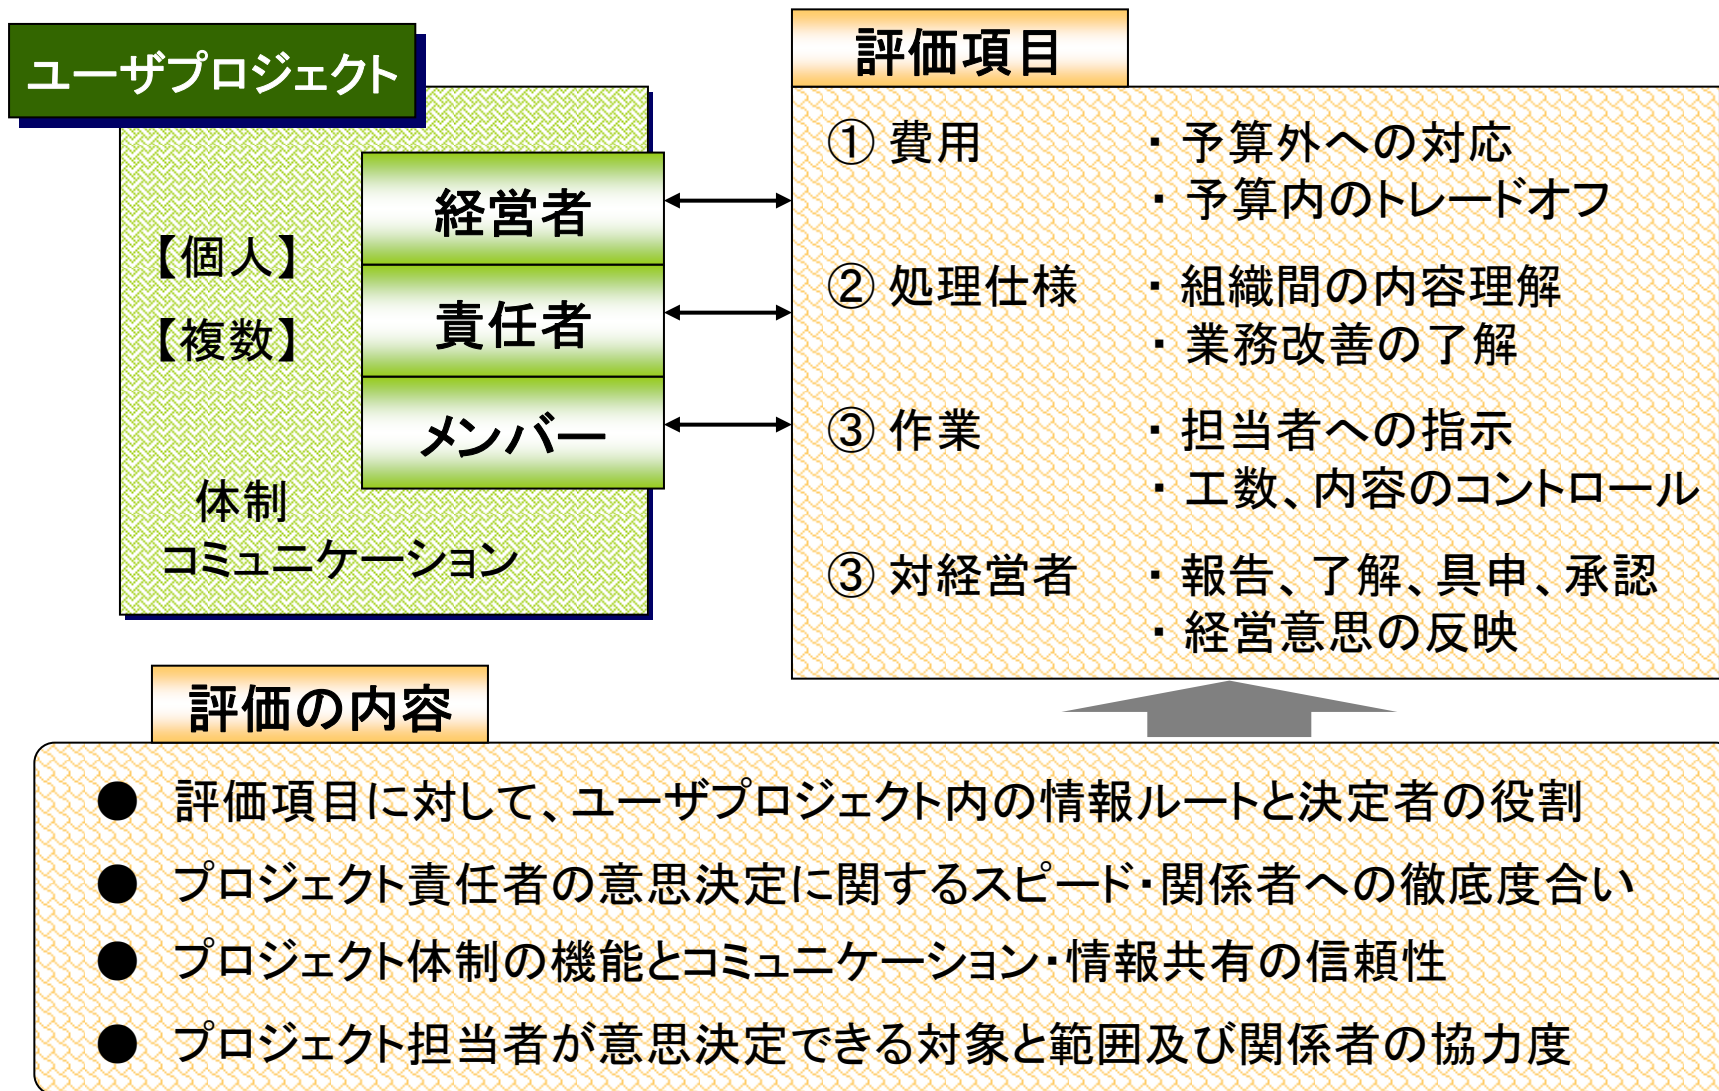 ユーザプロジェクト
経営者
【個人】
責任者
【複数】
メンバー
体制
コミュニケーション
評価項目
① 費用 ・予算外への対応
・予算内のトレードオフ
② 処理仕様 ・組織間の内容理解
・業務改善の了解
③ 作業 ・担当者への指示
・工数、内容のコントロール
③ 対経営者 ・報告、了解、具申、承認
・経営意思の反映
評価の内容
● 評価項目に対して、ユーザプロジェクト内の情報ルートと決定者の役割
● プロジェクト責任者の意思決定に関するスピード・関係者への徹底度合い
● プロジェクト体制の機能とコミュニケーション・情報共有の信頼性
● プロジェクト担当者が意思決定できる対象と範囲及び関係者の協力度